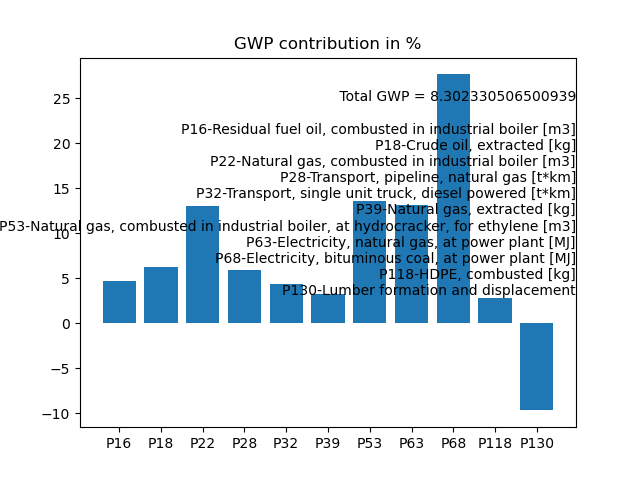 GWP contribution in %
Total GWP = 8.302330506500939
P16-Residual fuel oil, combusted in industrial boiler [m3]
P18-Crude oil, extracted [kg]
P22-Natural gas, combusted in industrial boiler [m3]
P28-Transport, pipeline, natural gas [t*km]
P32-Transport, single unit truck, diesel powered [t*km]
P39-Natural gas, extracted [kg]
P53-Natural gas, combusted in industrial boiler, at hydrocracker, for ethylene [m3]
P63-Electricity, natural gas, at power plant [MJ]
P68-Electricity, bituminous coal, at power plant [MJ]
P118-HDPE, combusted [kg]
P130-Lumber formation and displacement
25
20
15
10
5
0
−5
−10
P16 P18 P22 P28 P32 P39 P53 P63 P68 P118 P130